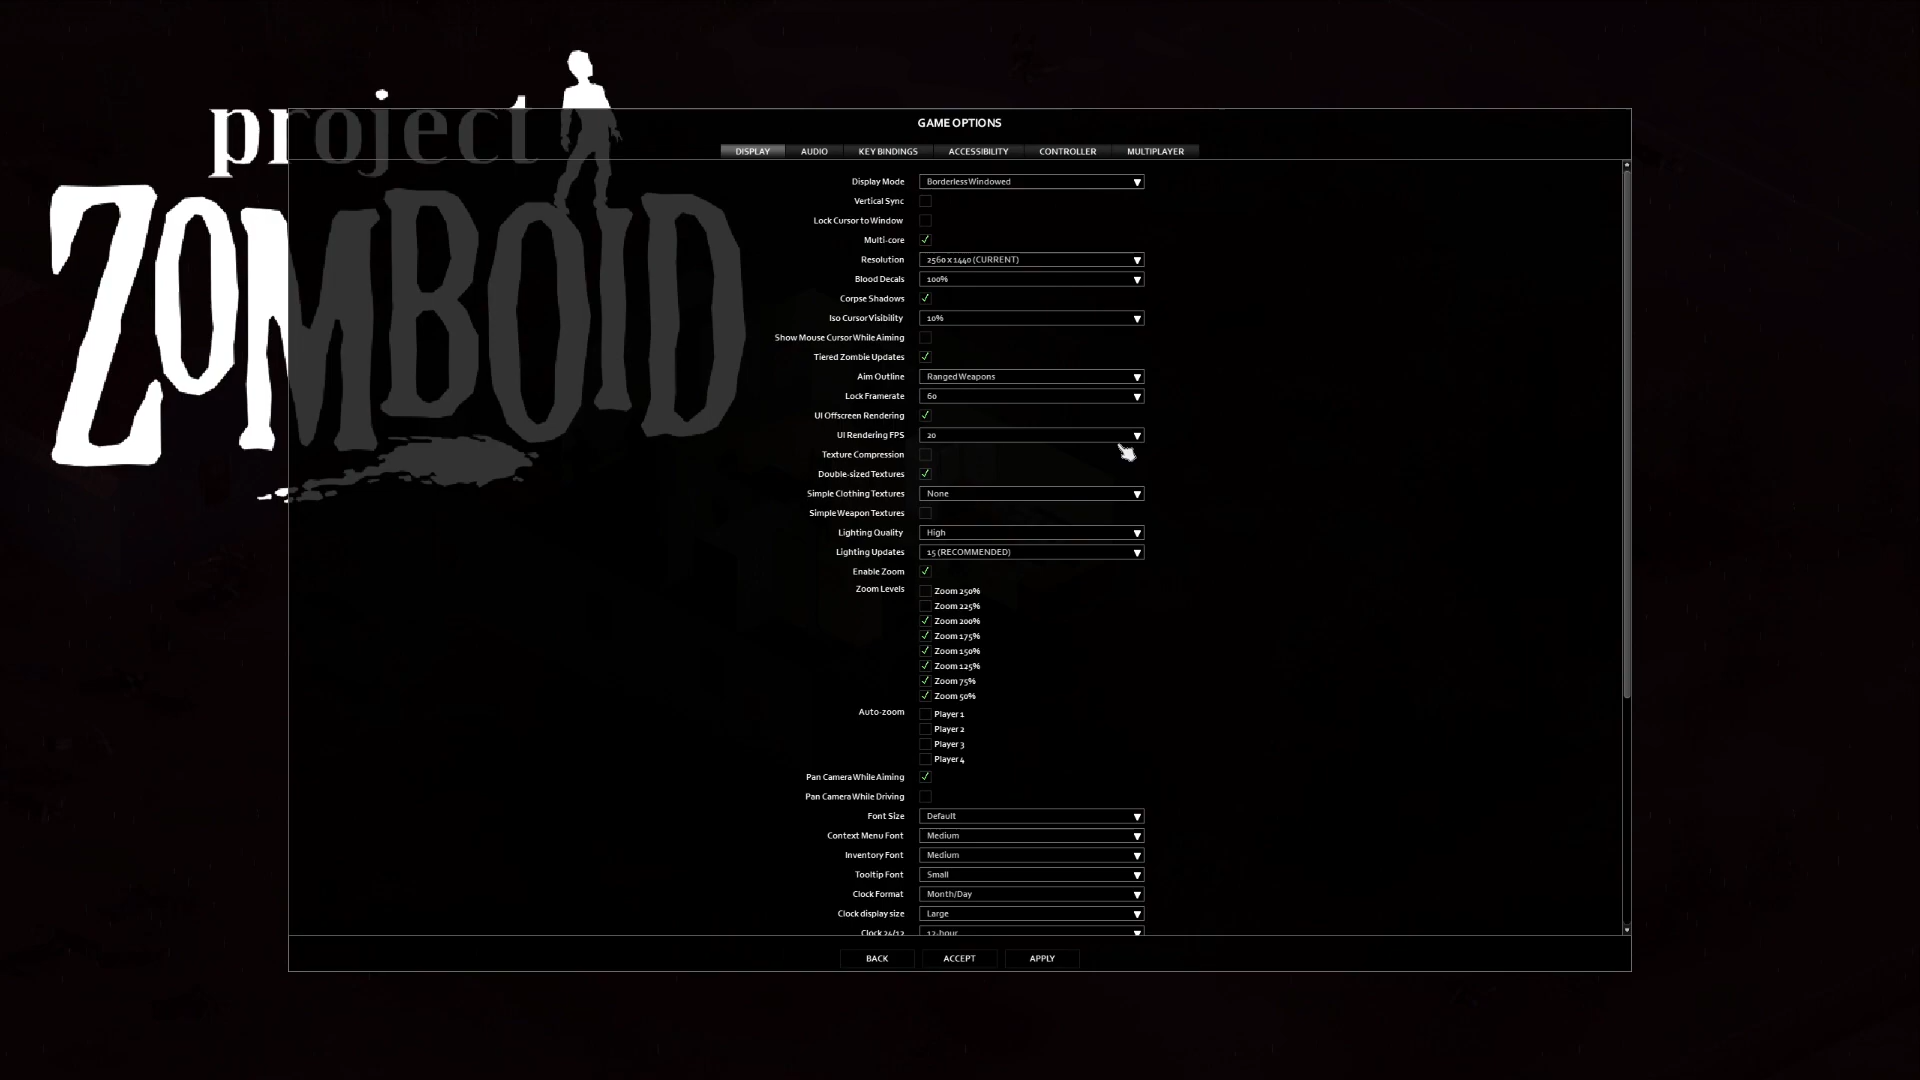 project
ZOMBOID
GAME OPTIONS
DISPLAY AUDIO KEY BINDINGS ACCESSIBILITY CONTROLLER MULTIPLAYER
Display Mode Borderless Windowed
Vertical Sync
Lock Cursor to Window
Multi-core
Resolution 2560 x 1440 (CURRENT)
Blood Decals 100%
Corpse Shadows
Iso Cursor Visibility 10%
Show Mouse Cursor While Aiming
Tiered Zombie Updates
Aim Outline Ranged Weapons
Lock Framerate 60
UI Offscreen Rendering
UI Rendering FPS 20
Texture Compression
Double-sized Textures
Simple Clothing Textures None
Simple Weapon Textures
Lighting Quality High
Lighting Updates 15 (RECOMMENDED)
Enable Zoom
Zoom Levels Zoom 250%
Zoom 225%
Zoom 200%
Zoom 175%
Zoom 150%
Zoom 125%
Zoom 75%
Zoom 50%
Auto-zoom Player 1
Player 2
Player 3
Player 4
Pan Camera While Aiming
Pan Camera While Driving
Font Size Default
Context Menu Font Medium
Inventory Font Medium
Tooltip Font Small
Clock Format Month/Day
Clock display size Large
Clock 24/12 12-hour
BACK ACCEPT APPLY